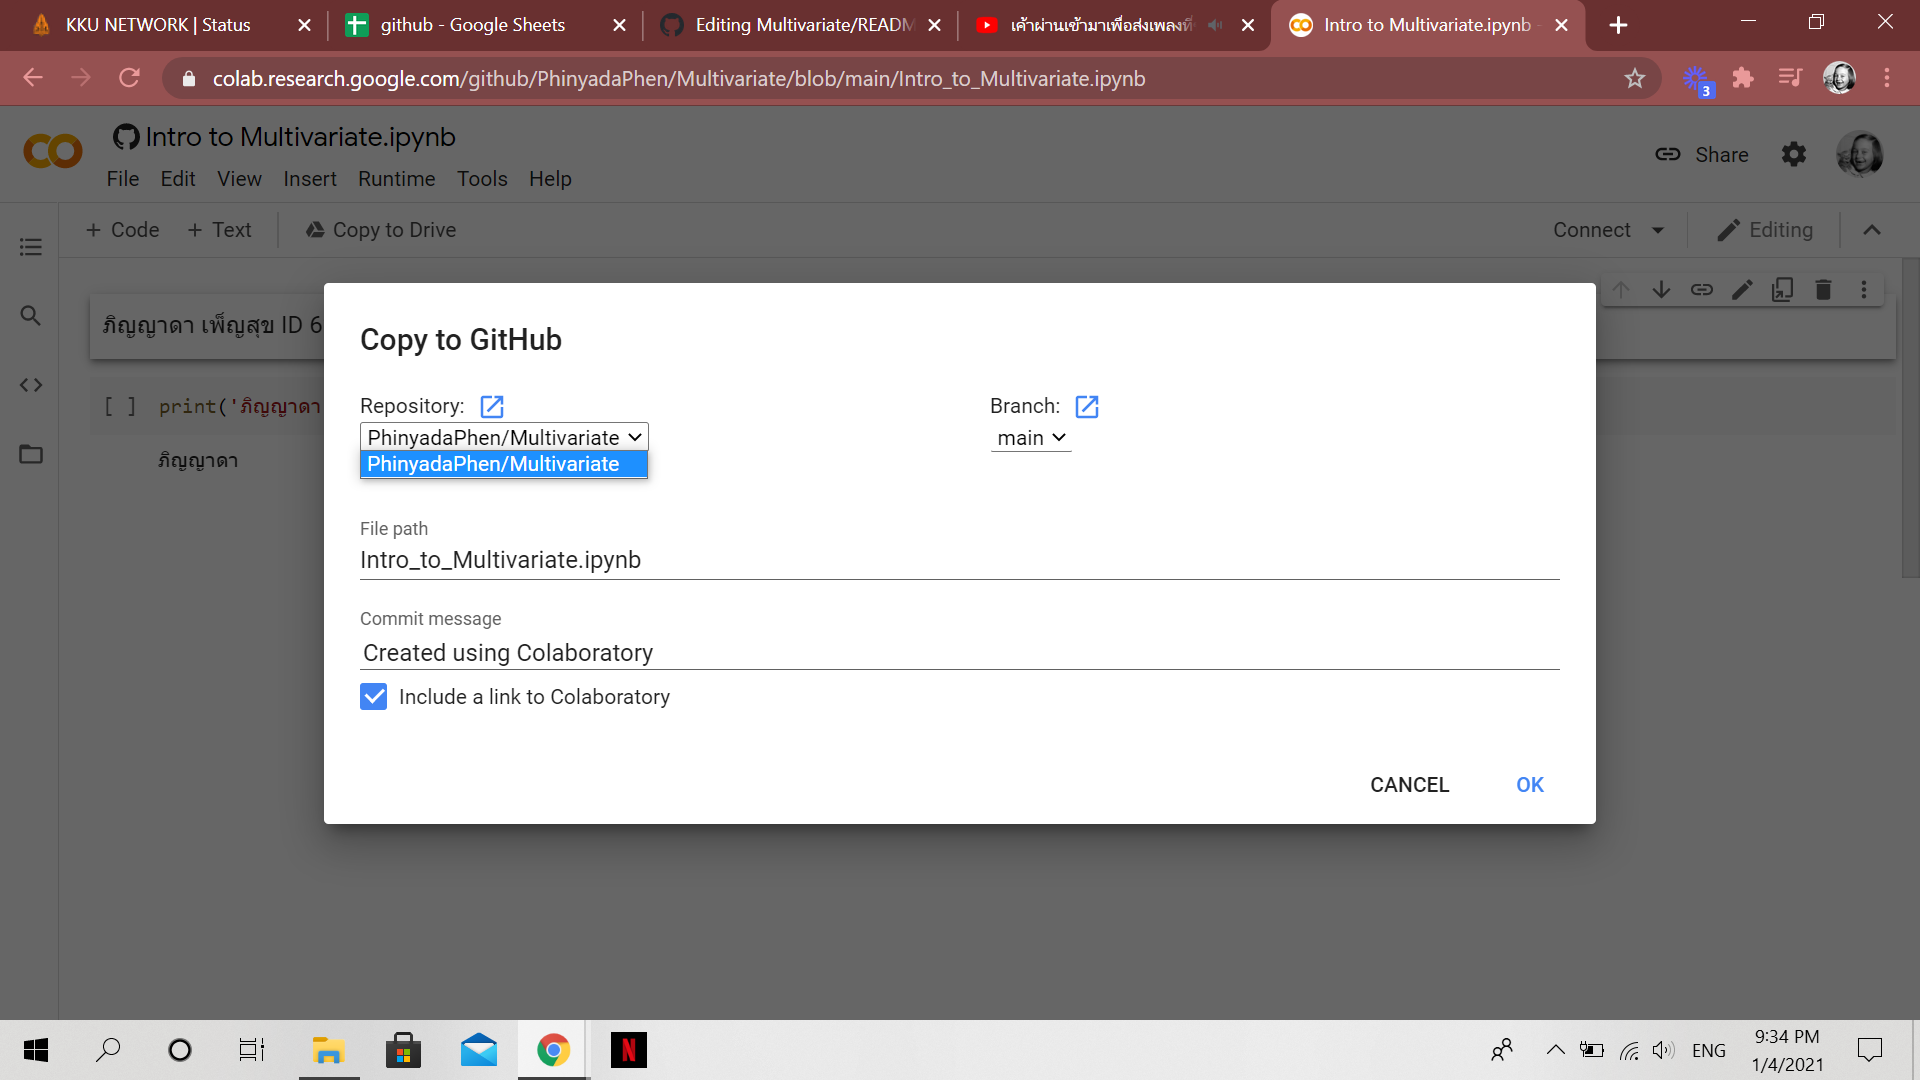 KKU NETWORK | Status
github - Google Sheets
Editing Multivariate/READM
เค้าผ่านเข้ามาเพื่อส่งเพลงที่
Intro to Multivariate.ipynb -
colab.research.google.com/github/PhinyadaPhen/Multivariate/blob/main/Intro_to_Multivariate.ipynb
3
Intro to Multivariate.ipynb
Share
File Edit View Insert Runtime Tools Help
+ Code + Text Copy to Drive
Connect
Editing
ภิญญาดา เพ็ญสุข ID 6
[ ] print('ภิญญาดา
ภิญญาดา
Copy to GitHub
Repository:
Branch:
PhinyadaPhen/Multivariate
main
PhinyadaPhen/Multivariate
File path
Intro_to_Multivariate.ipynb
Commit message
Created using Colaboratory
Include a link to Colaboratory
CANCEL
OK
N
ENG
9:34 PM
1/4/2021